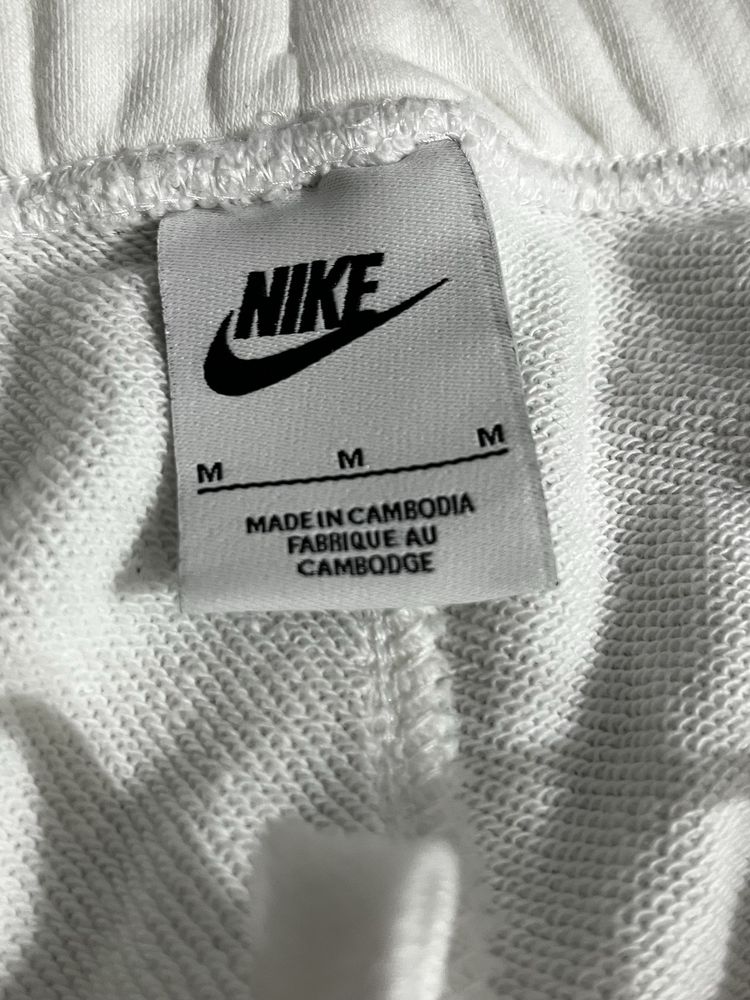 NIKE
M M M
MADE IN CAMBODIA
FABRIQUE AU
CAMBODGE